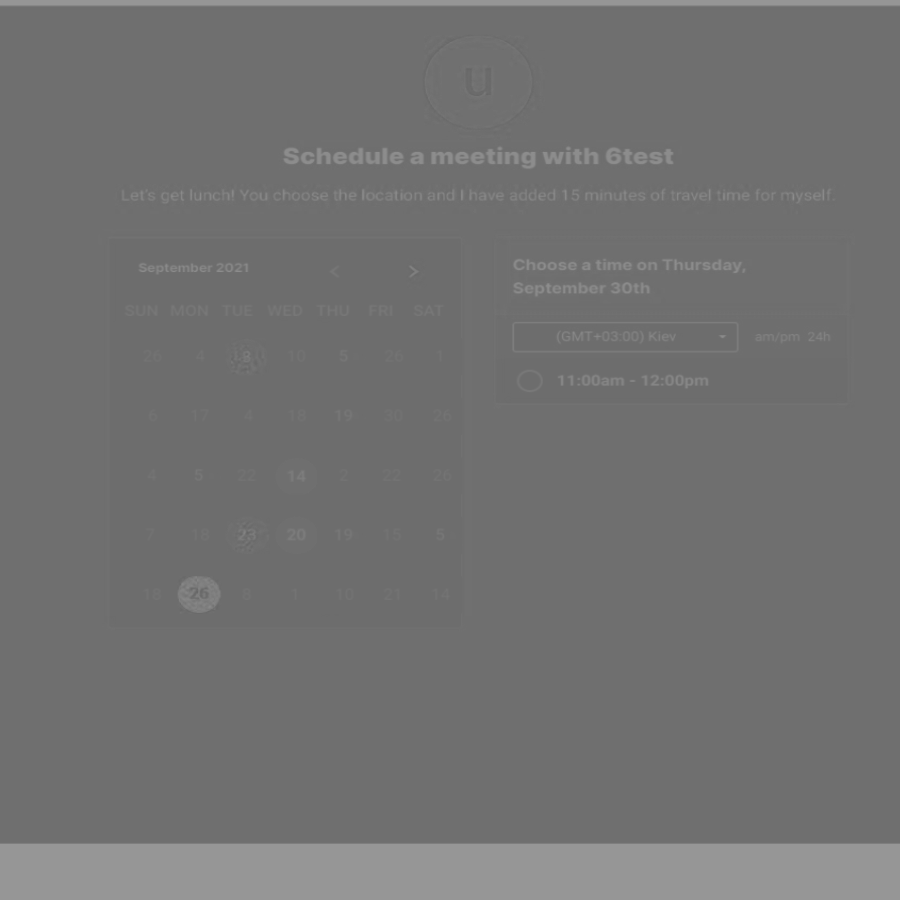 u
Schedule a meeting with 6test
Let's get lunch! You choose the location and I have added 15 minutes of travel time for myself.
September 2021 < >
SUN MON TUE WED THU FRI SAT
4 10 5 26 1
6 17 4 18 19 30 26
4 5 22 14 2 22 26
7 18 23 20 19 15 5
18 26 8 1 10 21 14
Choose a time on Thursday,
September 30th
(GMT+03:00) Kiev am/pm 24h
11:00am - 12:00pm